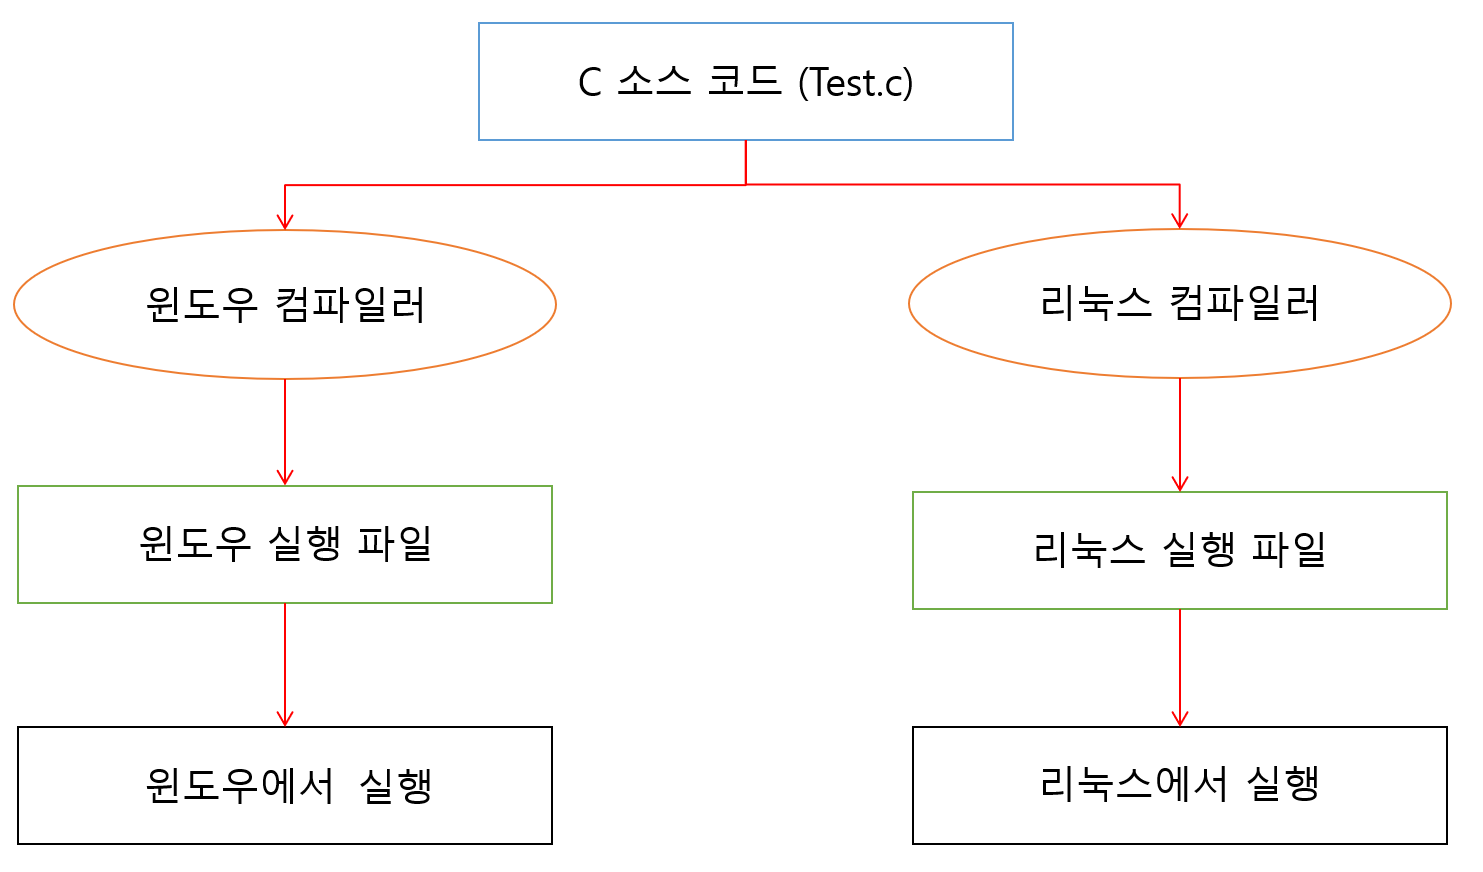 C 소스 코드 (Test.c)
윈도우 컴파일러
리눅스 컴파일러
윈도우 실행 파일
리눅스 실행 파일
윈도우에서 실행
리눅스에서 실행